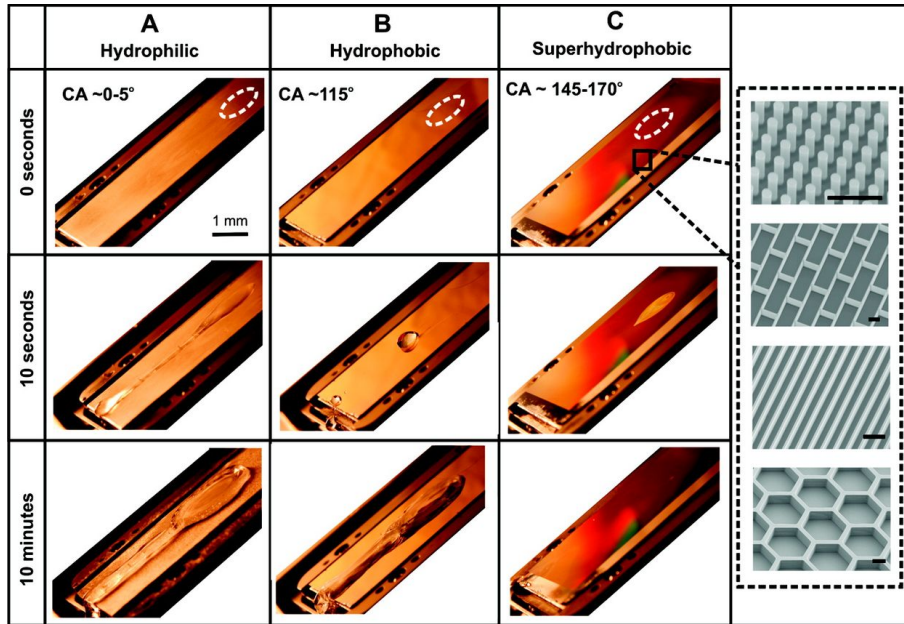 A
Hydrophilic
B
Hydrophobic
C
Superhydrophobic
0 seconds
CA ~0-5°
1 mm
CA ~115°
CA ~ 145-170°
10 seconds
10 minutes